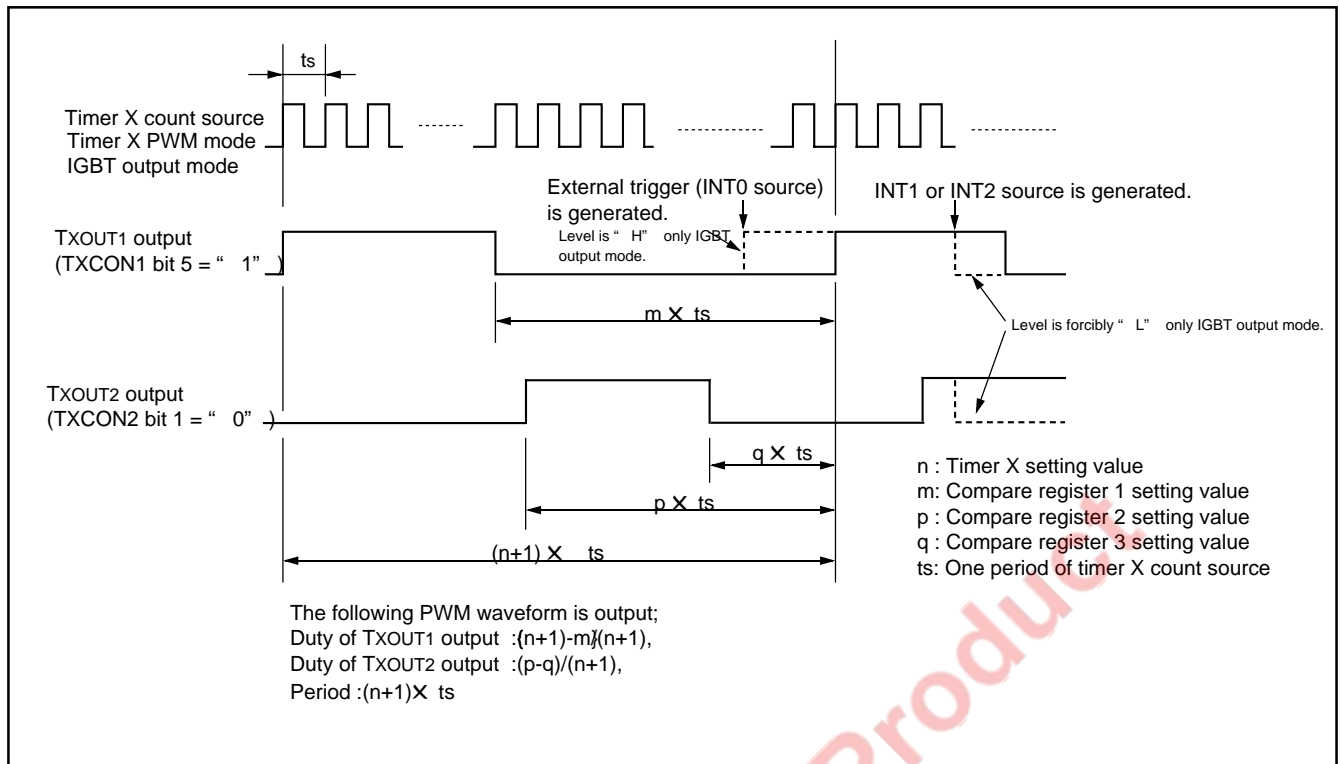 ts
Timer X count source
Timer X PWM mode
IGBT output mode
External trigger (INT0 source)
is generated.
INT1 or INT2 source is generated.
Level is “ H” only IGBT
output mode.
TXOUT1 output
(TXCON1 bit 5 = “ 1” )
m X ts
Level is forcibly “ L” only IGBT output mode.
TXOUT2 output
(TXCON2 bit 1 = “ 0” )
q X ts
p X ts
(n+1) X ts
n : Timer X setting value
m: Compare register 1 setting value
p : Compare register 2 setting value
q : Compare register 3 setting value
ts: One period of timer X count source
The following PWM waveform is output;
Duty of TXOUT1 output :{(n+1)-m}/(n+1),
Duty of TXOUT2 output :(p-q)/(n+1),
Period :(n+1)X ts
Product